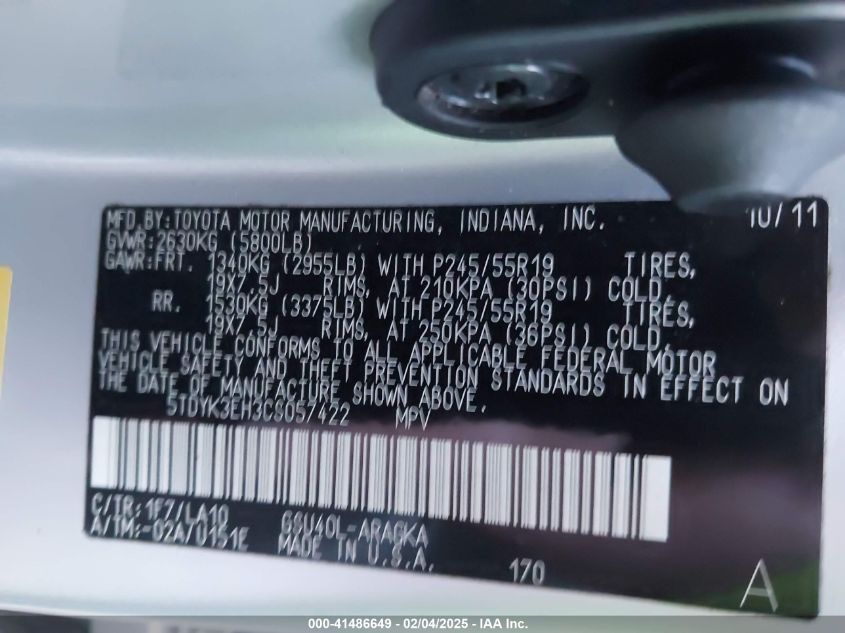 MFD.BY:TOYOTA MOTOR MANUFACTURING, INDIANA, INC. 10/11
GVWR:2630KG (5800LB)
GAWR:FRT. 1340KG (2955LB) WITH P245/55R19 TIRES,
19X7.5J RIMS, AT 210KPA (30PSI) COLD.
RR. 1530KG (3375LB) WITH P245/55R19 TIRES,
19X7.5J RIMS, AT 250KPA (36PSI) COLD.
THIS VEHICLE CONFORMS TO ALL APPLICABLE FEDERAL MOTOR
VEHICLE SAFETY AND THEFT PREVENTION STANDARDS IN EFFECT ON
THE DATE OF MANUFACTURE SHOWN ABOVE.
5TDYK3EH3CS057422 MPV
C/TR:1F7/LA10 GSU40L-ARAGKA
A/TM:-02A/U151E MADE IN U.S.A.
170
A
000-41486649 | 02/04/2025 - IAA Inc.